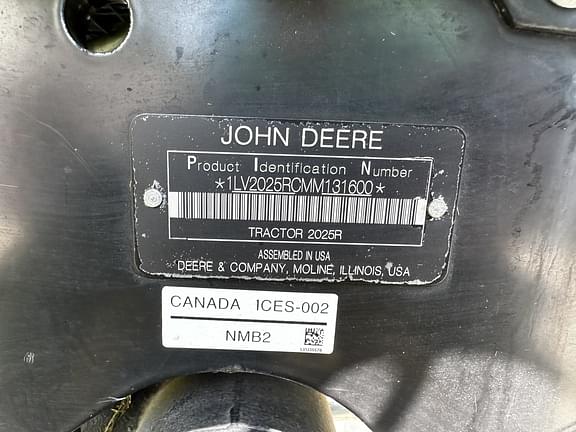 JOHN DEERE
Product Identification Number
*1LV2025RCMM131600*
TRACTOR 2025R
ASSEMBLED IN USA
DEERE & COMPANY, MOLINE, ILLINOIS, USA
CANADA ICES-002
NMB2